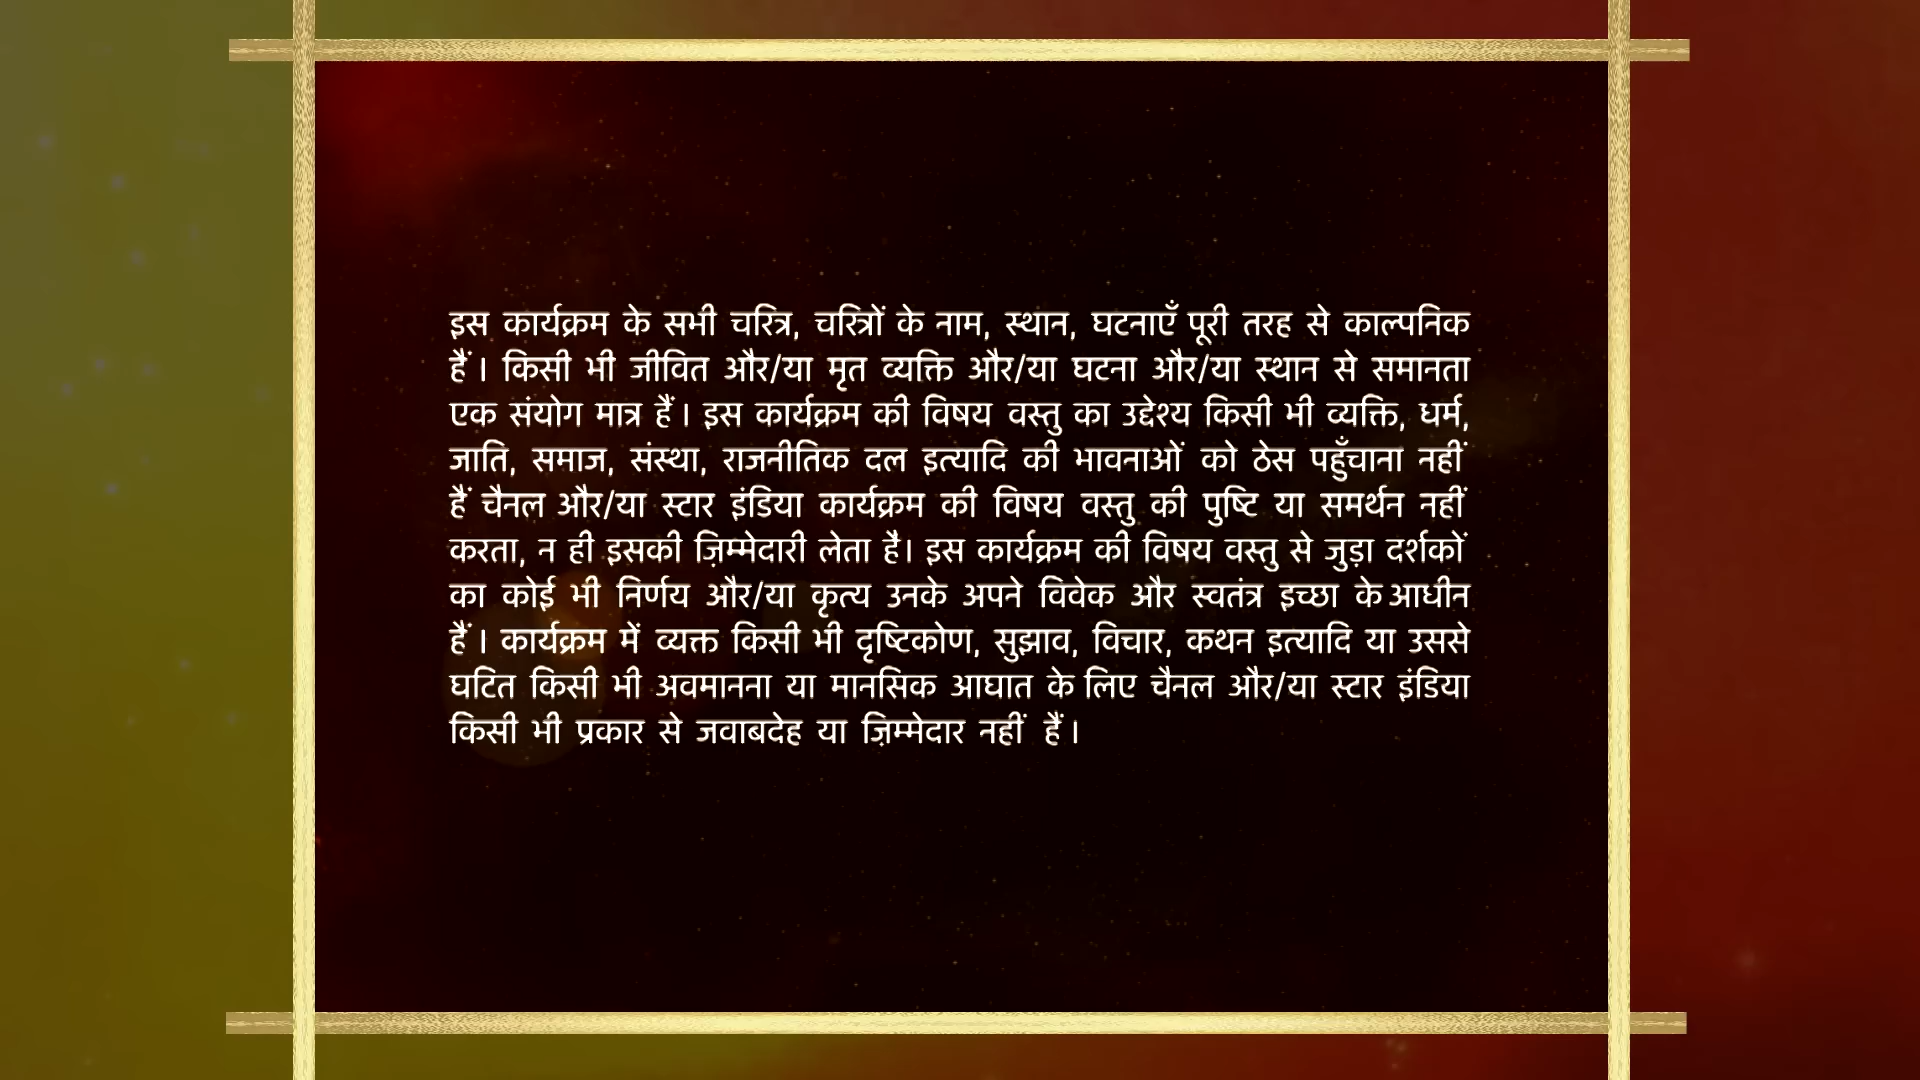 इस कार्यक्रम के सभी चरित्र, चरित्रों के नाम, स्थान, घटनाएँ पूरी तरह से काल्पनिक
हैं । किसी भी जीवित और/या मृत व्यक्ति और/या घटना और/या स्थान से समानता
एक संयोग मात्र हैं । इस कार्यक्रम की विषय वस्तु का उद्देश्य किसी भी व्यक्ति, धर्म,
जाति, समाज, संस्था, राजनीतिक दल इत्यादि की भावनाओं को ठेस पहुँचाना नहीं
हैं चैनल और/या स्टार इंडिया कार्यक्रम की विषय वस्तु की पुष्टि या समर्थन नहीं
करता, न ही इसकी ज़िम्मेदारी लेता है। इस कार्यक्रम की विषय वस्तु से जुड़ा दर्शकों
का कोई भी निर्णय और/या कृत्य उनके अपने विवेक और स्वतंत्र इच्छा के आधीन
हैं । कार्यक्रम में व्यक्त किसी भी दृष्टिकोण, सुझाव, विचार, कथन इत्यादि या उससे
घटित किसी भी अवमानना या मानसिक आघात के लिए चैनल और/या स्टार इंडिया
किसी भी प्रकार से जवाबदेह या ज़िम्मेदार नहीं हैं ।